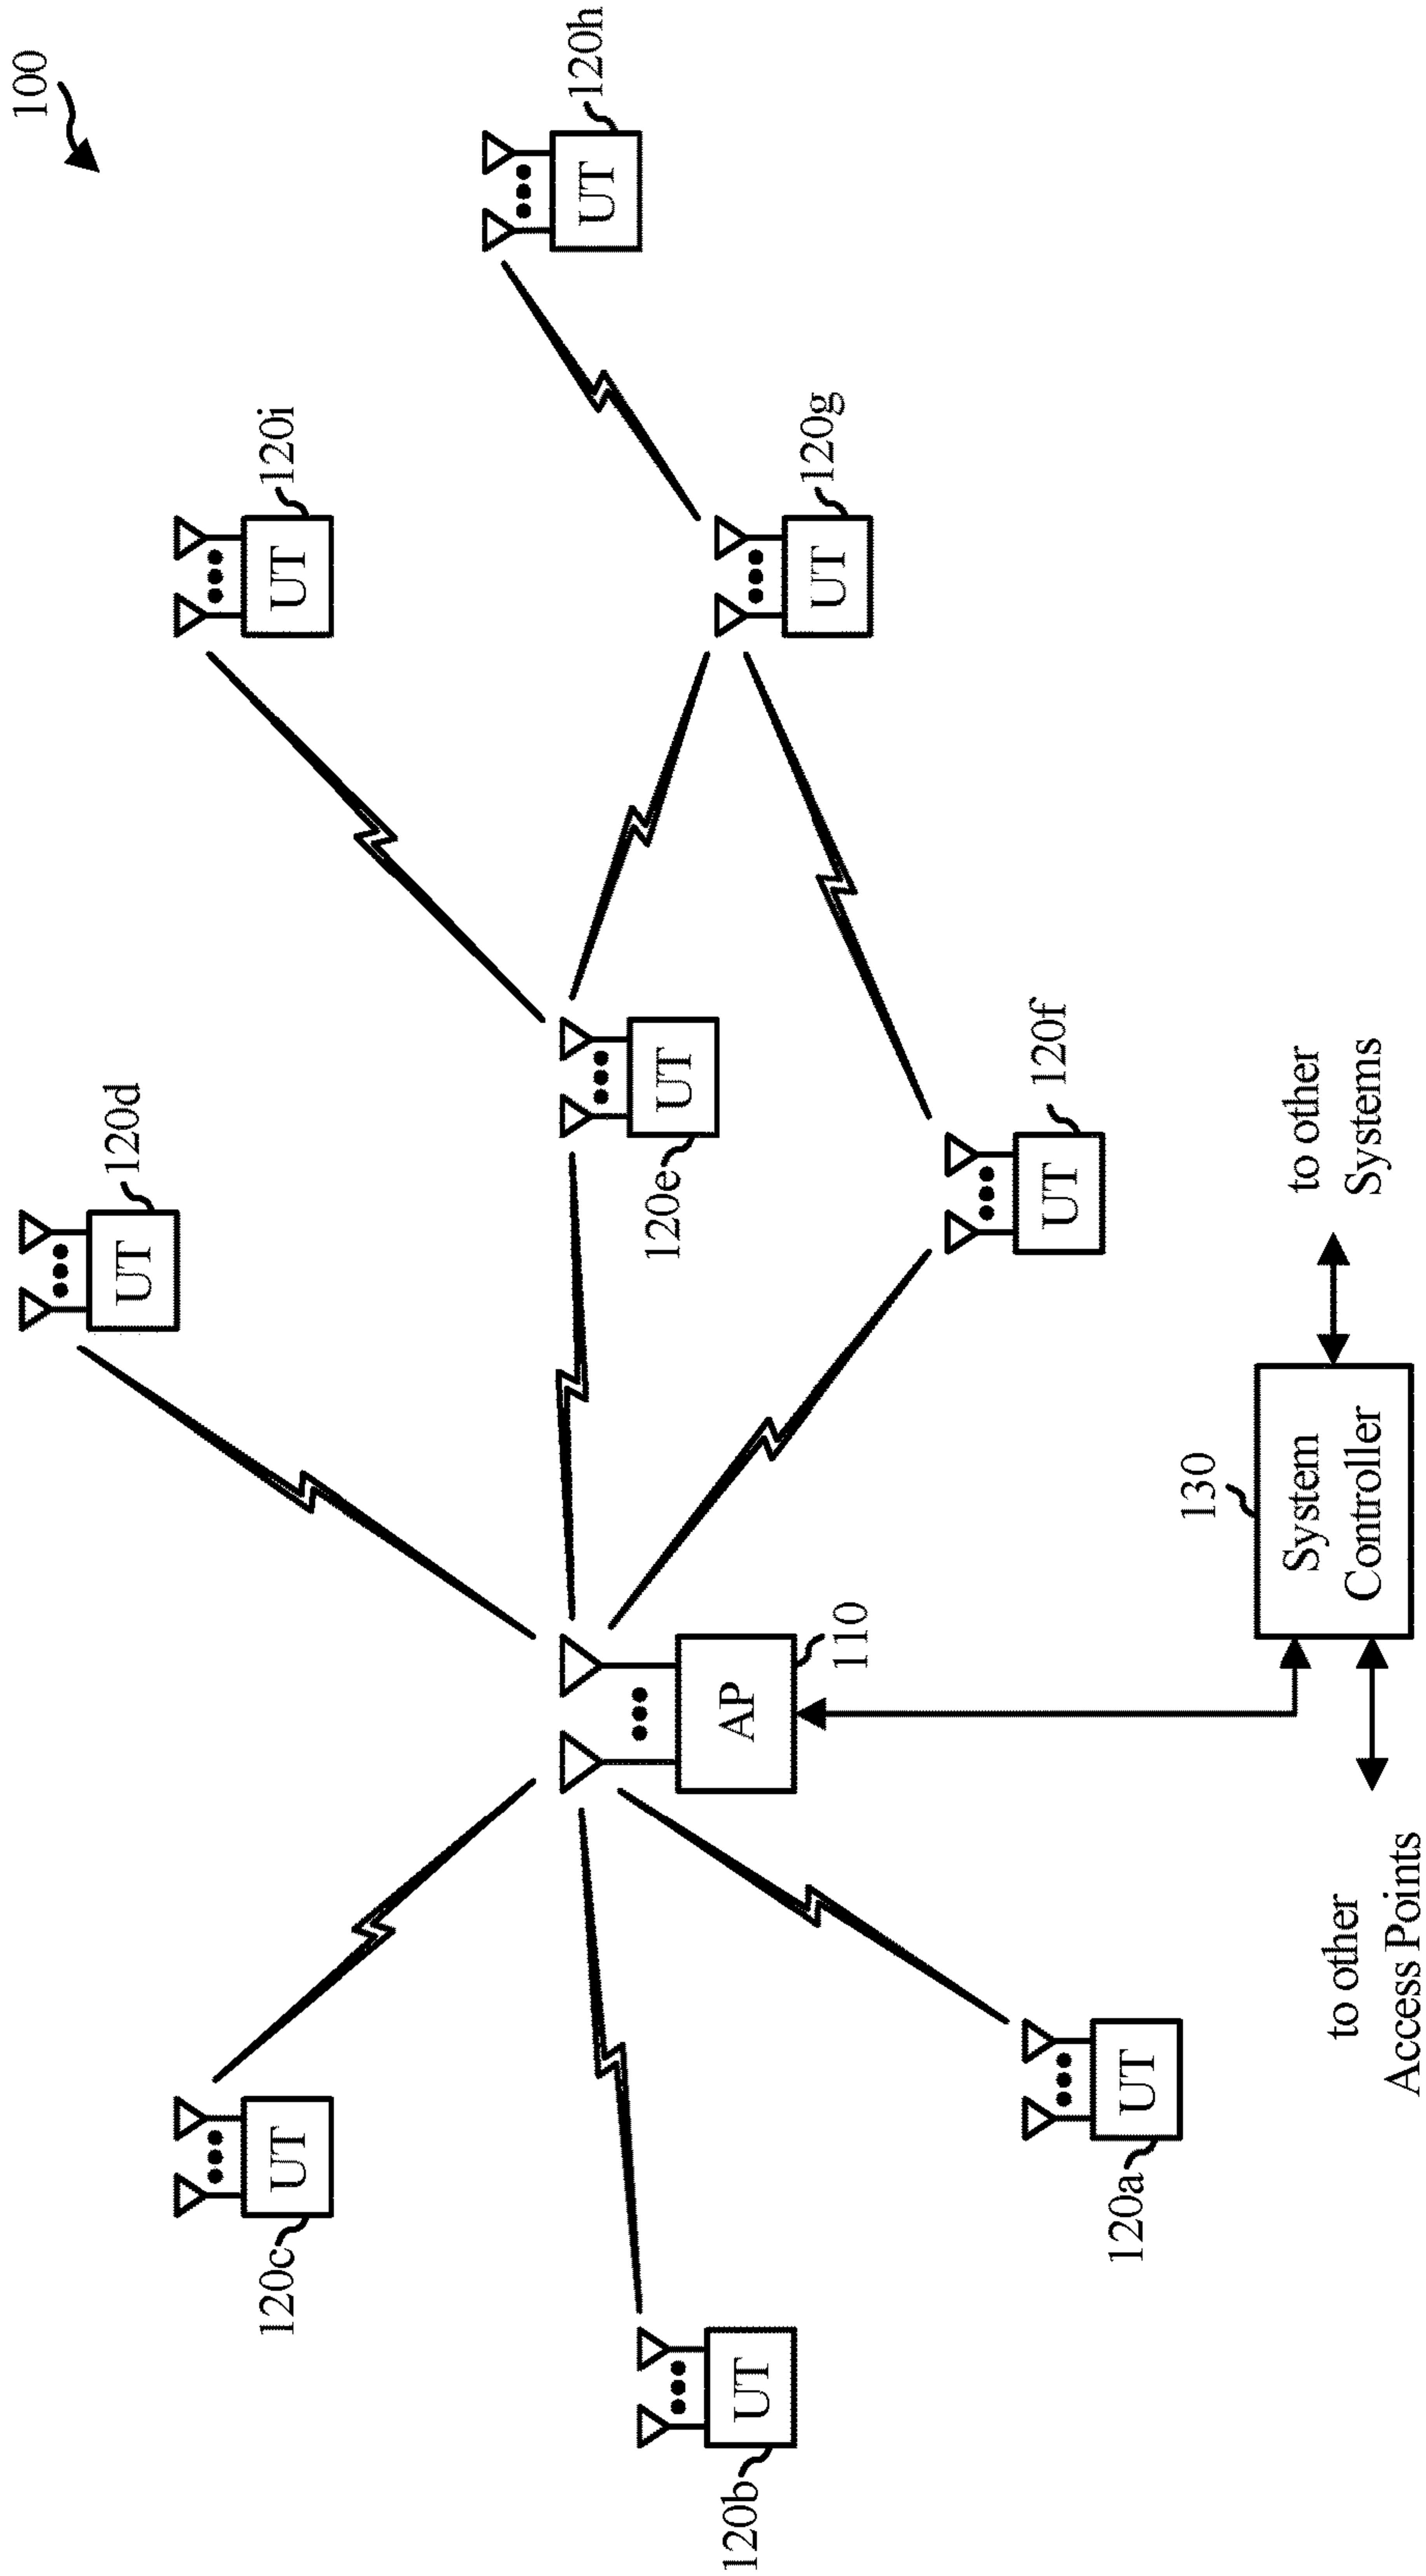 100
UT
120d
UT
120c
UT
120i
UT
120h
UT
120b
AP
110
UT
120e
UT
120g
UT
120a
UT
120f
130
System
Controller
to other
Access Points
to other
Systems